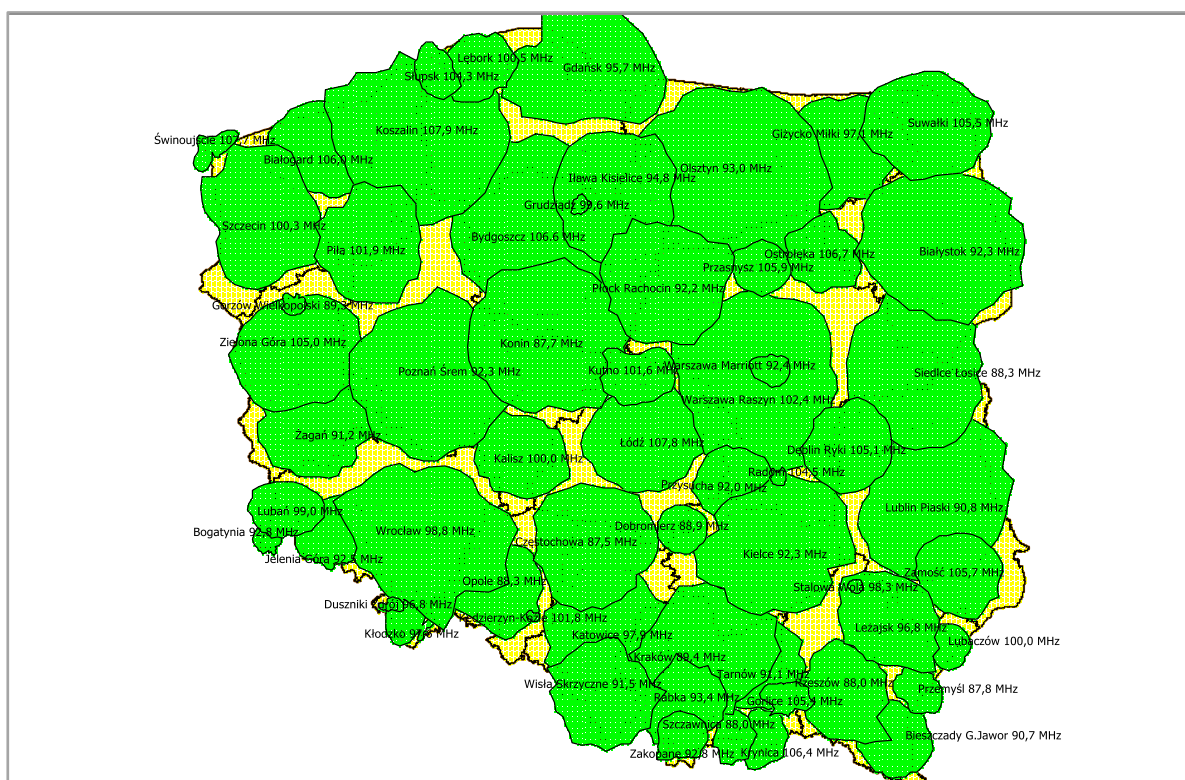 Lębork 100,5 MHz
Gdańsk 95,7 MHz
Słupsk 104,3 MHz
Suwałki 105,5 MHz
Koszalin 107,9 MHz
Giżycko Miłki 97,1 MHz
Świnoujście 107,7 MHz
Białogard 106,0 MHz
Olsztyn 93,0 MHz
Iława Kisielice 94,8 MHz
Grudziądz 99,6 MHz
Szczecin 100,3 MHz
Bydgoszcz 106.6 MHz
Piła 101,9 MHz
Ostrołęka 106,7 MHz
Białystok 92,3 MHz
Przasnysz 105,9 MHz
Płock Rachocin 92,2 MHz
Gorzów Wielkopolski 89,3 MHz
Zielona Góra 105,0 MHz
Konin 87,7 MHz
Warszawa Marriott 92,4 MHz
Kutno 101,6 MHz
Poznań Śrem 92,3 MHz
Siedlce Łosice 88,3 MHz
Warszawa Raszyn 102,4 MHz
Żagań 91,2 MHz
Łódź 107,8 MHz
Dęblin Ryki 105,1 MHz
Kalisz 100,0 MHz
Radom 104,5 MHz
Przysucha 92,0 MHz
Lublin Piaski 90,8 MHz
Lubań 99,0 MHz
Dobromierz 88,9 MHz
Bogatynia 92,8 MHz
Wrocław 98,8 MHz
Częstochowa 87,5 MHz
Kielce 92,3 MHz
Jelenia Góra 92,5 MHz
Zamość 105,7 MHz
Opole 88,3 MHz
Stalowa Wola 98,3 MHz
Duszniki Zdrój 96,8 MHz
Kędzierzyn-Koźle 101,8 MHz
Leżajsk 96,8 MHz
Kłodzko 97,6 MHz
Katowice 97,9 MHz
Lubaczów 100,0 MHz
Kraków 89,4 MHz
Tarnów 91,1 MHz
Wisła Skrzyczne 91,5 MHz
Rzeszów 88,0 MHz
Przemyśl 87,8 MHz
Rabka 93,4 MHz
Gorlice 105,4 MHz
Szczawnica 88,0 MHz
Bieszczady G.Jawor 90,7 MHz
Zakopane 92,8 MHz
Krynica 106,4 MHz